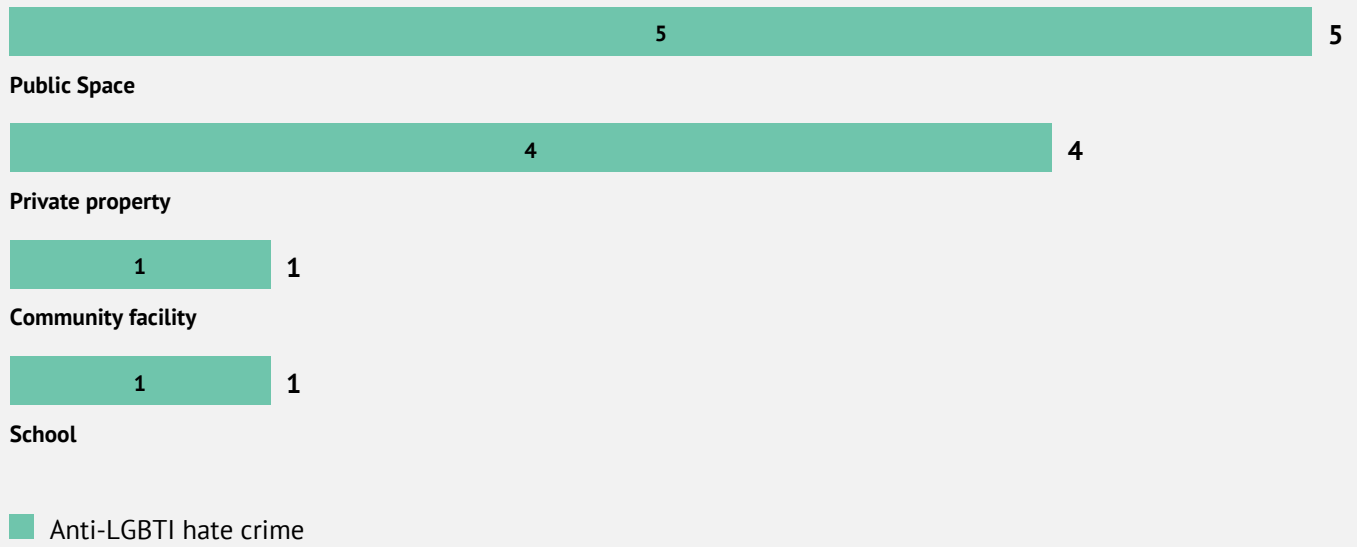 5 5
Public Space
4 4
Private property
1 1
Community facility
1 1
School
Anti-LGBTI hate crime